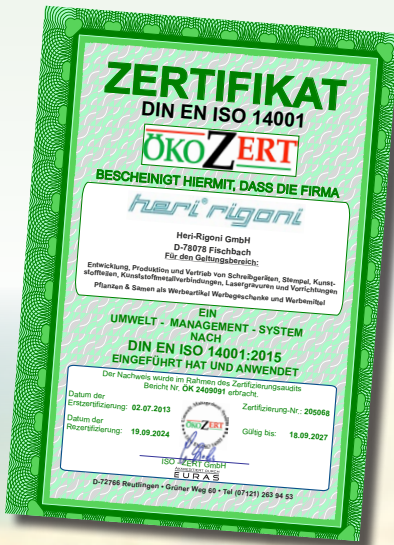 ZERTIFIKAT
DIN EN ISO 14001
ÖKOZERT
BESCHEINIGT HIERMIT, DASS DIE FIRMA
heri rigoni
Heri-Rigoni GmbH
D-78078 Fischbach
Für den Geltungsbereich:
Entwicklung, Produktion und Vertrieb von Schreibgeräten, Stempel, Kunst-
stoffteilen, Kunststoffmetallverbindungen, Lasergravuren und Vorrichtungen
Pflanzen & Samen als Werbeartikel Werbegeschenke und Werbemittel
EIN
UMWELT - MANAGEMENT - SYSTEM
NACH
DIN EN ISO 14001:2015
EINGEFÜHRT HAT UND ANWENDET
Der Nachweis wurde im Rahmen des Zertifizierungsaudits
Bericht Nr. ÖK 2409091 erbracht.
Datum der
Erstzertifizierung: 02.07.2013
Zertifizierung-Nr.: 205068
Datum der
Rezertifizierung: 19.09.2024
Gültig bis: 18.09.2027
ÖKOZERT
ISO ZERT GmbH
EURAS
D-72766 Reutlingen • Grüner Weg 60 • Tel (07121) 263 94 53